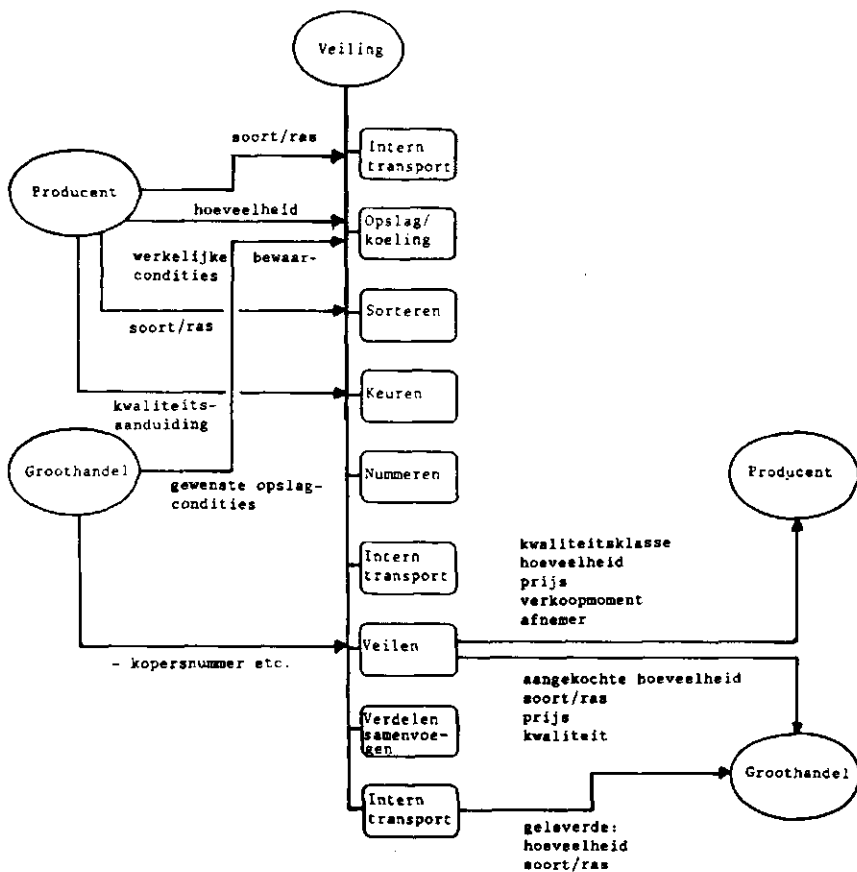 Veiling
soort/ras
Intern
transport
Producent
hoeveelheid
Opslag/
koeling
werkelijke bewaar-
condities
soort/ras
Sorteren
kwaliteits-
aanduiding
Keuren
Groothandel
gewenste opslag-
condities
Nummeren
Producent
Intern
transport
kwaliteitsklasse
hoeveelheid
prijs
verkoopmoment
afnemer
Veilen
- kopersnummer etc.
aangekochte hoeveelheid
soort/ras
prijs
kwaliteit
Verdelen
samenvoe-
gen
Groothandel
Intern
transport
geleverde:
hoeveelheid
soort/ras